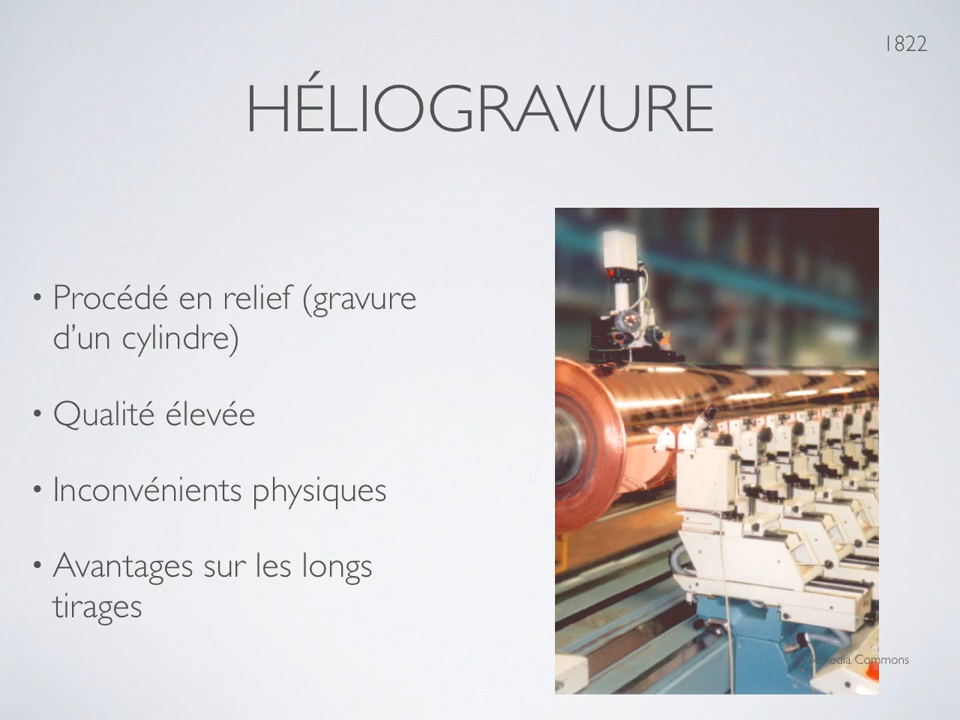 1822
HÉLIOGRAVURE
• Procédé en relief (gravure
d'un cylindre)
• Qualité élevée
• Inconvénients physiques
• Avantages sur les longs
tirages
Commons